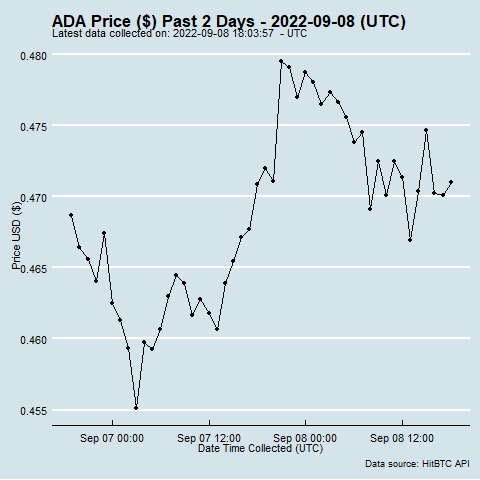 ADA Price ($) Past 2 Days - 2022-09-08 (UTC)
Latest data collected on: 2022-09-08 18:03:57 - UTC
0.480
0.475
0.470
0.465
0.460
0.455
Price USD ($)
Sep 07 00:00 Sep 07 12:00 Sep 08 00:00 Sep 08 12:00
Date Time Collected (UTC)
Data source: HitBTC API